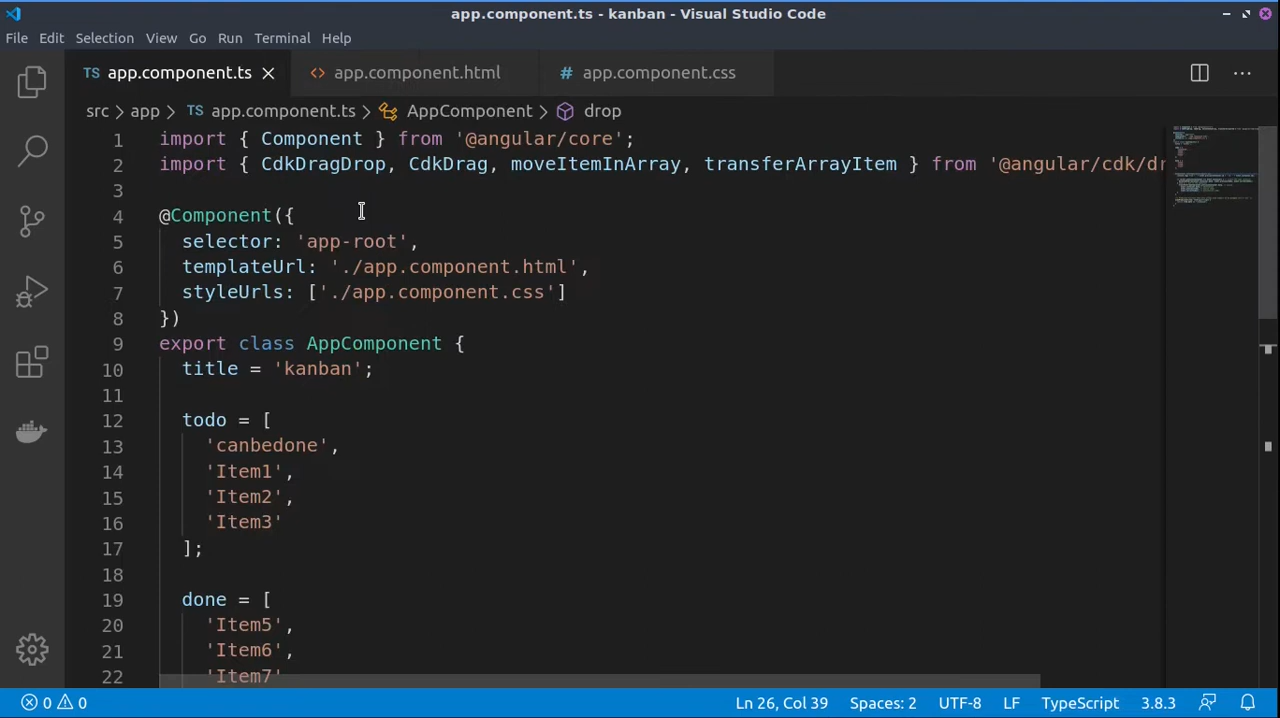 app.component.ts - kanban - Visual Studio Code
File Edit Selection View Go Run Terminal Help
TS app.component.ts app.component.html # app.component.css
src > app > TS app.component.ts > AppComponent > drop
1 import { Component } from '@angular/core';
2 import { CdkDragDrop, CdkDrag, moveItemInArray, transferArrayItem } from '@angular/cdk/dr
3
4 @Component({
5 selector: 'app-root',
6 templateUrl: './app.component.html',
7 styleUrls: ['./app.component.css']
8 })
9 export class AppComponent {
10 title = 'kanban';
11
12 todo = [
13 'canbedone',
14 'Item1',
15 'Item2',
16 'Item3'
17 ];
18
19 done = [
20 'Item5',
21 'Item6',
22 'Item7'
0 0 Ln 26, Col 39 Spaces: 2 UTF-8 LF TypeScript 3.8.3